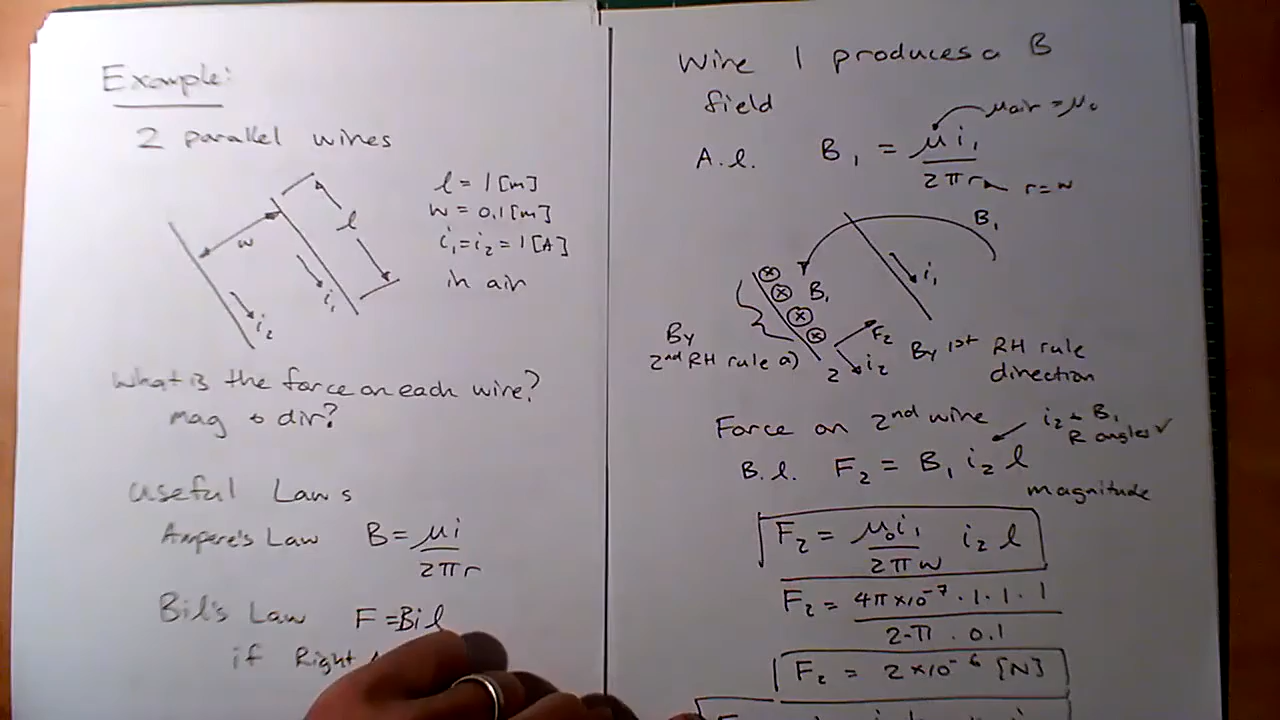 Example:
2 parallel wires
l = 1 [m]
w = 0.1 [m]
i₁ = i₂ = 1 [A]
in air
w
l
i₁
i₂
What is the force on each wire?
mag & dir?
Useful Laws
Ampere's Law B = μi / 2πr
Bil's Law F = Bil
if Right
Wire 1 produces a B
field
μair = μ₀
A.l. B₁ = μi₁ / 2πr
r = w
B₁
i₁
B₁
F₂
i₂
2
By
2nd RH rule a)
By 1st RH rule
direction
Force on 2nd wire
i₂ & B₁
R angles ✓
B.l. F₂ = B₁ i₂ l
magnitude
F₂ = μ₀i₁ / 2πw i₂ l
F₂ = 4π×10⁻⁷ · 1 · 1 · 1 / 2·π · 0.1
F₂ = 2×10⁻⁶ [N]